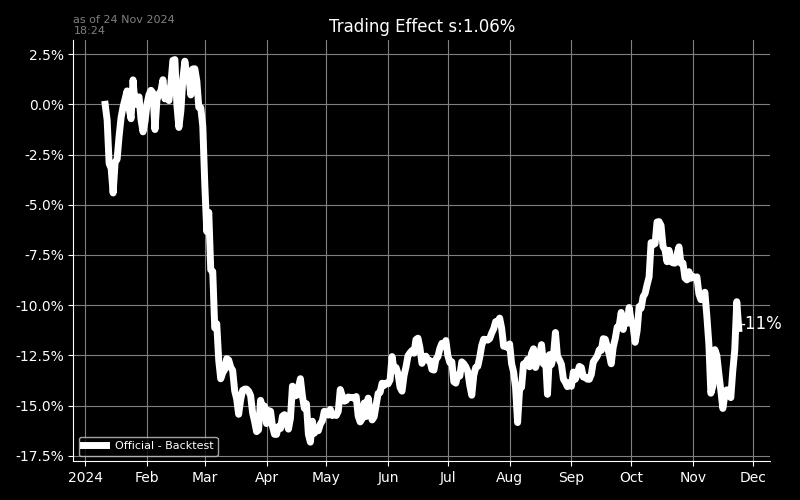 as of 24 Nov 2024
18:24
Trading Effect s:1.06%
2.5%
0.0%
-2.5%
-5.0%
-7.5%
-10.0%
-12.5%
-15.0%
-17.5%
-11%
Official - Backtest
2024 Feb Mar Apr May Jun Jul Aug Sep Oct Nov Dec